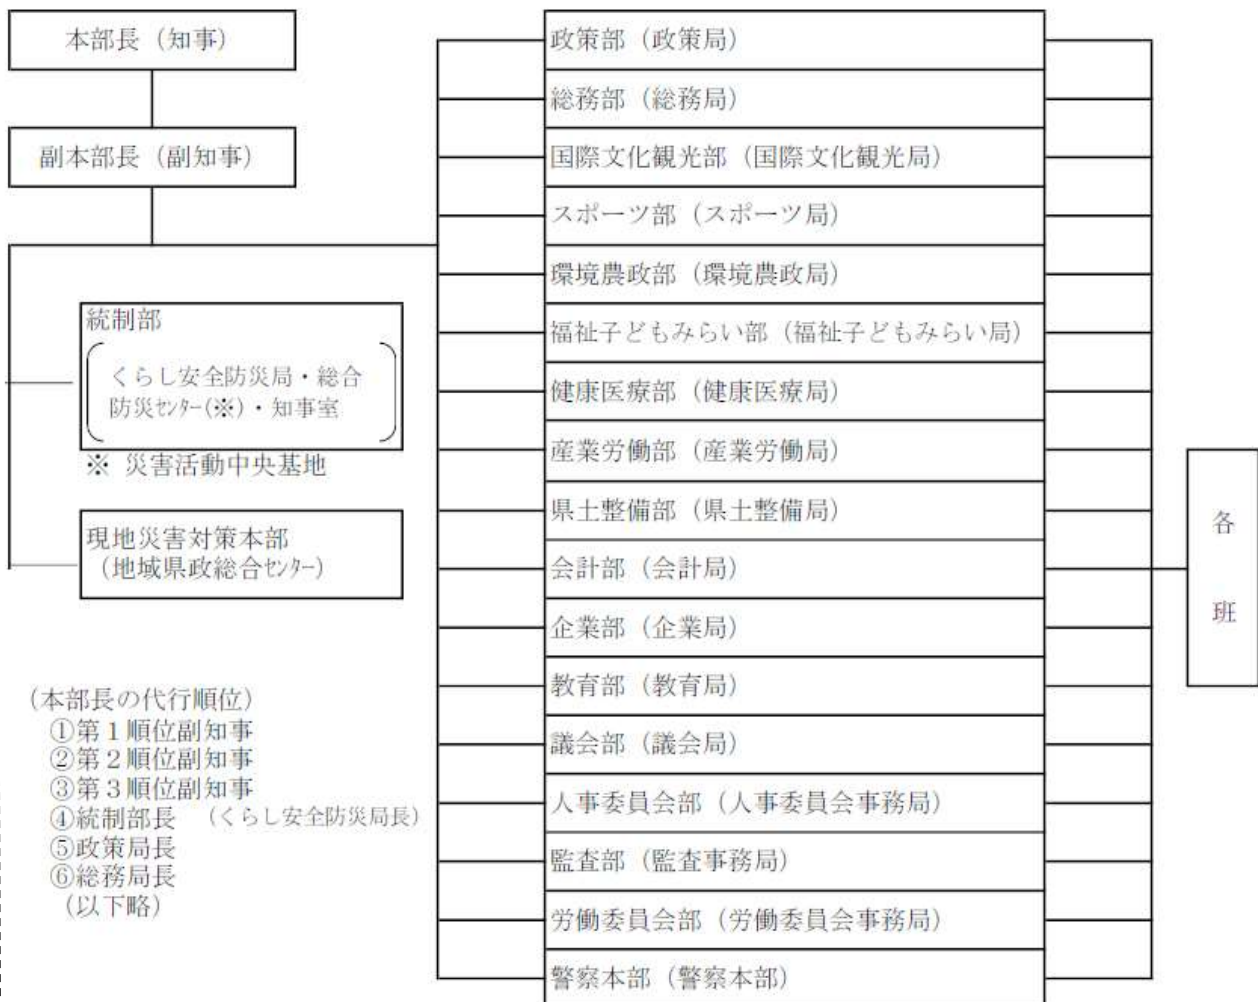 本部長（知事）
副本部長（副知事）
統制部
くらし安全防災局・総合
防災ｾﾝﾀｰ(※)・知事室
※ 災害活動中央基地
現地災害対策本部
（地域県政総合ｾﾝﾀｰ）
（本部長の代行順位）
①第１順位副知事
②第２順位副知事
③第３順位副知事
④統制部長　（くらし安全防災局長）
⑤政策局長
⑥総務局長
（以下略）
政策部（政策局）
総務部（総務局）
国際文化観光部（国際文化観光局）
スポーツ部（スポーツ局）
環境農政部（環境農政局）
福祉子どもみらい部（福祉子どもみらい局）
健康医療部（健康医療局）
産業労働部（産業労働局）
県土整備部（県土整備局）
会計部（会計局）
企業部（企業局）
教育部（教育局）
議会部（議会局）
人事委員会部（人事委員会事務局）
監査部（監査事務局）
労働委員会部（労働委員会事務局）
警察本部（警察本部）
各班